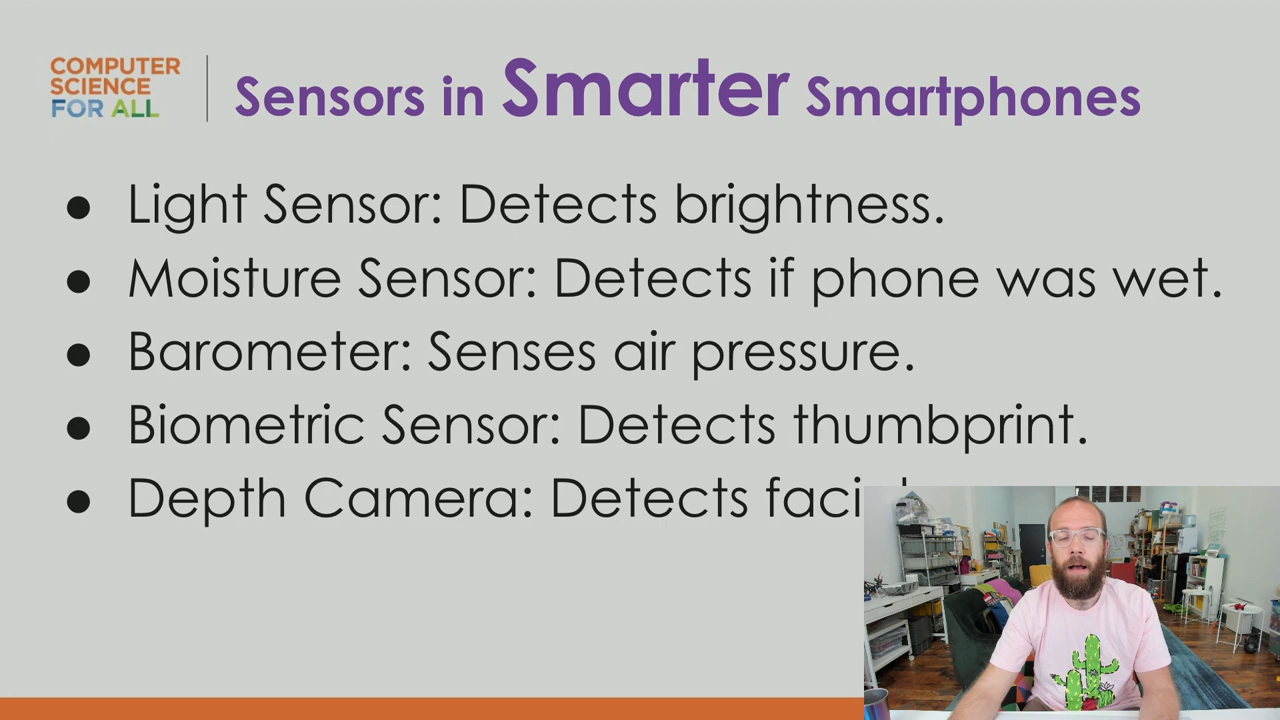 COMPUTER
SCIENCE
FOR ALL
Sensors in Smarter Smartphones
● Light Sensor: Detects brightness.
● Moisture Sensor: Detects if phone was wet.
● Barometer: Senses air pressure.
● Biometric Sensor: Detects thumbprint.
● Depth Camera: Detects